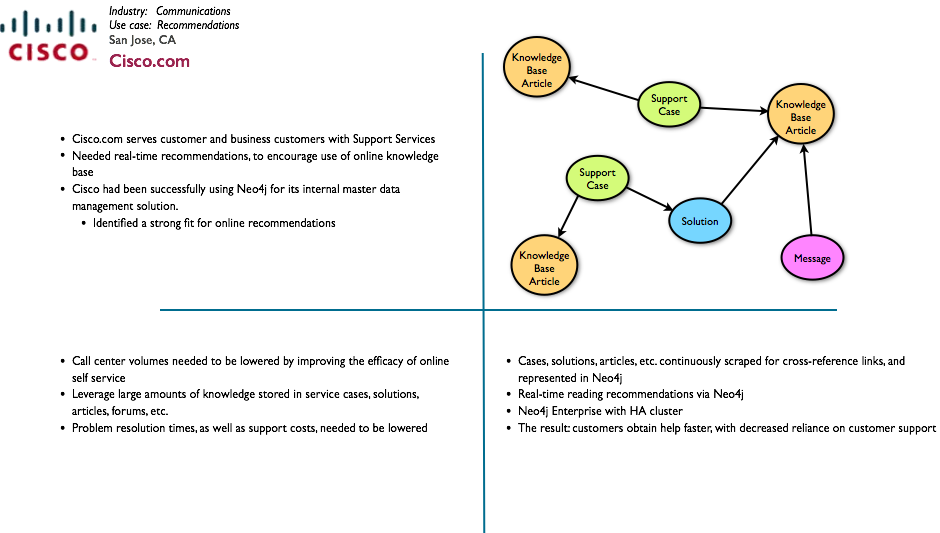 CISCO
Industry: Communications
Use case: Recommendations
San Jose, CA
Cisco.com
• Cisco.com serves customer and business customers with Support Services
• Needed real-time recommendations, to encourage use of online knowledge
base
• Cisco had been successfully using Neo4j for its internal master data
management solution.
• Identified a strong fit for online recommendations
Knowledge
Base
Article
Support
Case
Knowledge
Base
Article
Support
Case
Solution
Knowledge
Base
Article
Message
• Call center volumes needed to be lowered by improving the efficacy of online
self service
• Leverage large amounts of knowledge stored in service cases, solutions,
articles, forums, etc.
• Problem resolution times, as well as support costs, needed to be lowered
• Cases, solutions, articles, etc. continuously scraped for cross-reference links, and
represented in Neo4j
• Real-time reading recommendations via Neo4j
• Neo4j Enterprise with HA cluster
• The result: customers obtain help faster, with decreased reliance on customer support